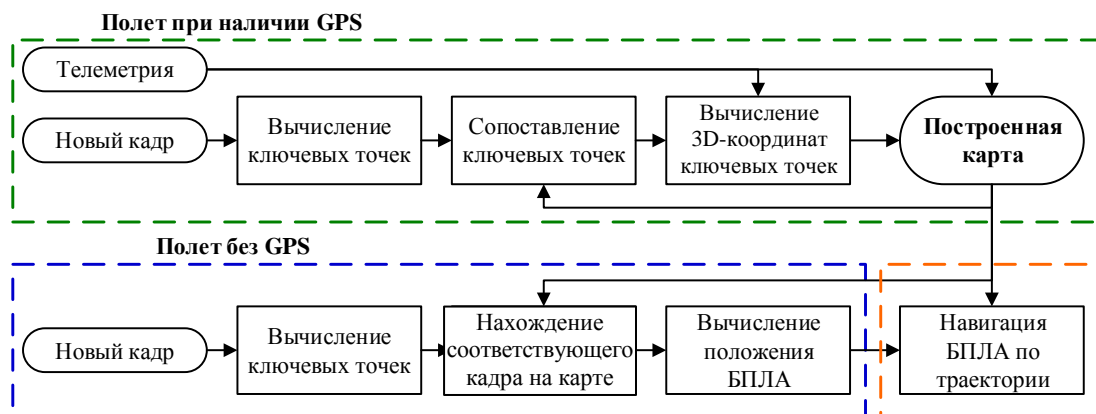 Полет при наличии GPS
Телеметрия
Новый кадр
Вычисление
ключевых точек
Сопоставление
ключевых точек
Вычисление
3D-координат
ключевых точек
Построенная
карта
Полет без GPS
Новый кадр
Вычисление
ключевых точек
Нахождение
соответствующего
кадра на карте
Вычисление
положения
БПЛА
Навигация
БПЛА по
траектории